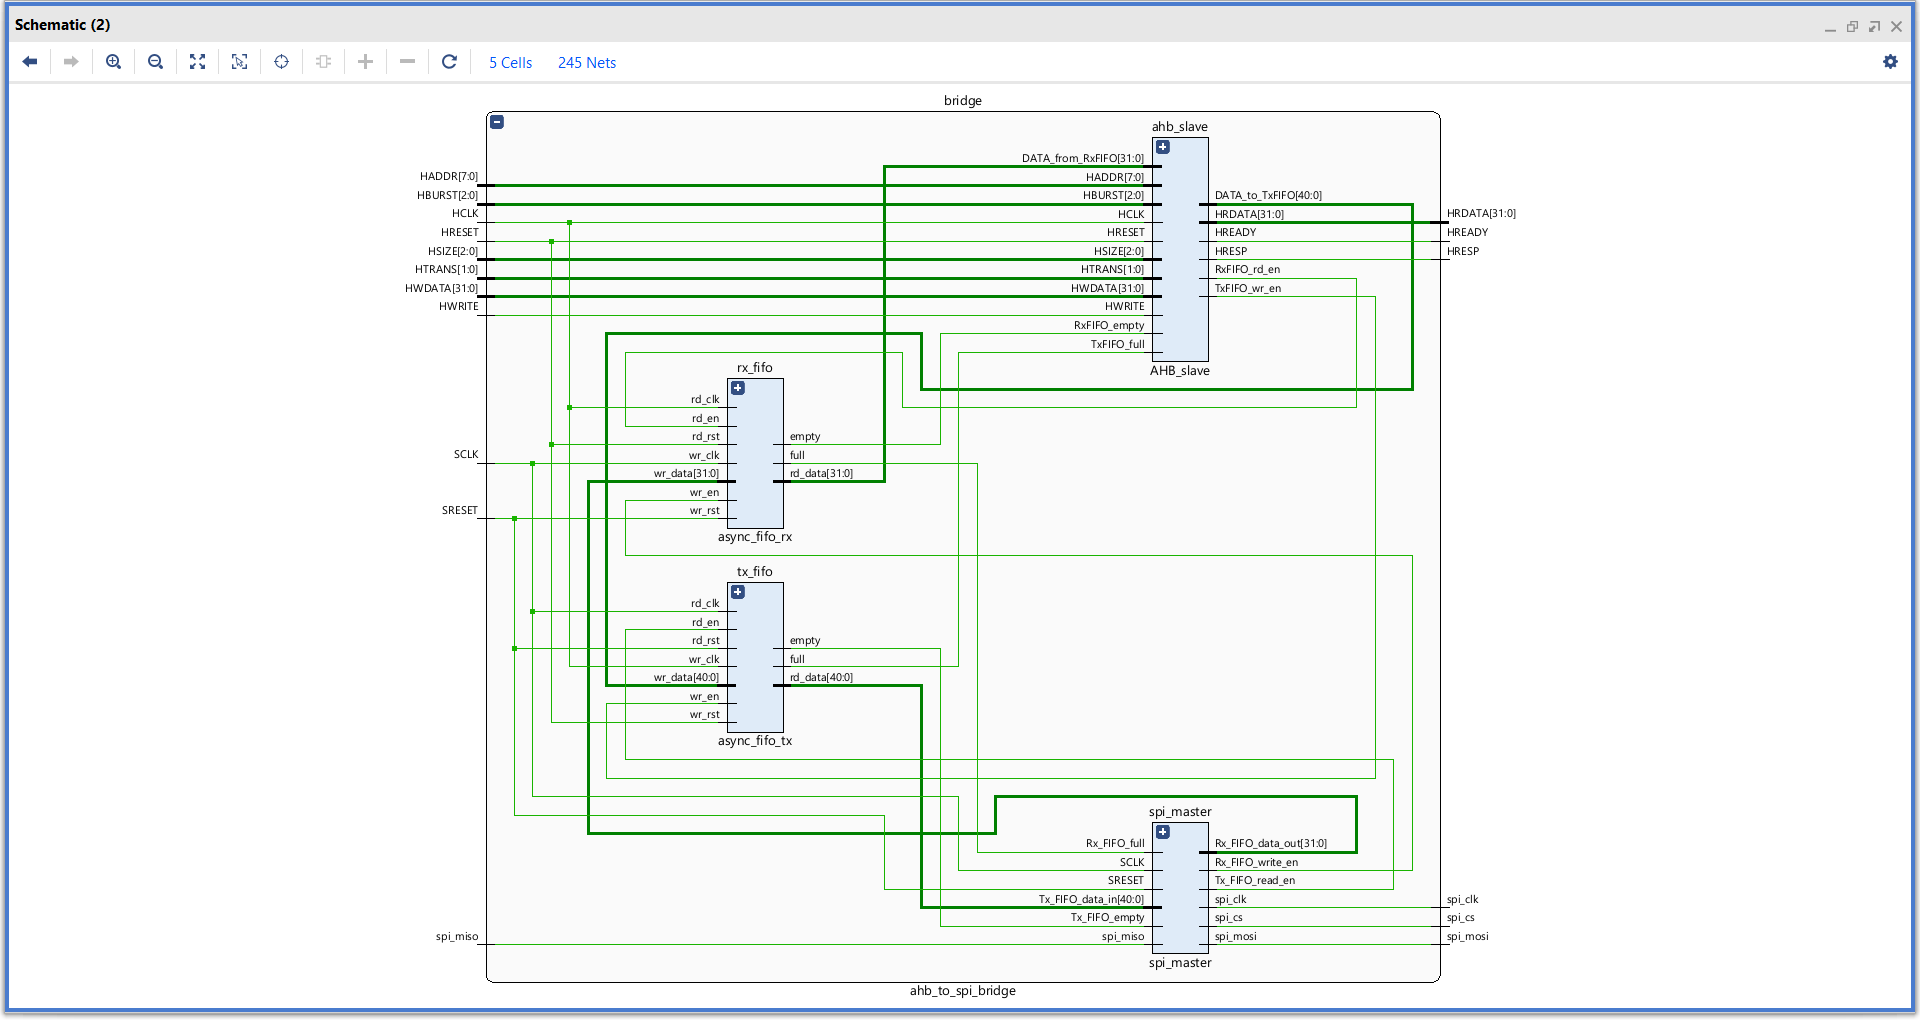 Schematic (2)
5 Cells 245 Nets
bridge
ahb_slave
DATA_from_RxFIFO[31:0]
HADDR[7:0]
HBURST[2:0]
HCLK
HRESET
HSIZE[2:0]
HTRANS[1:0]
HWDATA[31:0]
HWRITE
HADDR[7:0]
HBURST[2:0]
HCLK
HRESET
HSIZE[2:0]
HTRANS[1:0]
HWDATA[31:0]
HWRITE
RxFIFO_empty
TxFIFO_full
DATA_to_TxFIFO[40:0]
HRDATA[31:0]
HREADY
HRESP
RxFIFO_rd_en
TxFIFO_wr_en
HRDATA[31:0]
HREADY
HRESP
AHB_slave
rx_fifo
rd_clk
rd_en
rd_rst
wr_clk
wr_data[31:0]
wr_en
wr_rst
empty
full
rd_data[31:0]
async_fifo_rx
SCLK
SRESET
tx_fifo
rd_clk
rd_en
rd_rst
wr_clk
wr_data[40:0]
wr_en
wr_rst
empty
full
rd_data[40:0]
async_fifo_tx
spi_master
Rx_FIFO_full
SCLK
SRESET
Tx_FIFO_data_in[40:0]
Tx_FIFO_empty
spi_miso
Rx_FIFO_data_out[31:0]
Rx_FIFO_write_en
Tx_FIFO_read_en
spi_clk
spi_cs
spi_mosi
spi_clk
spi_cs
spi_mosi
spi_miso
spi_master
ahb_to_spi_bridge